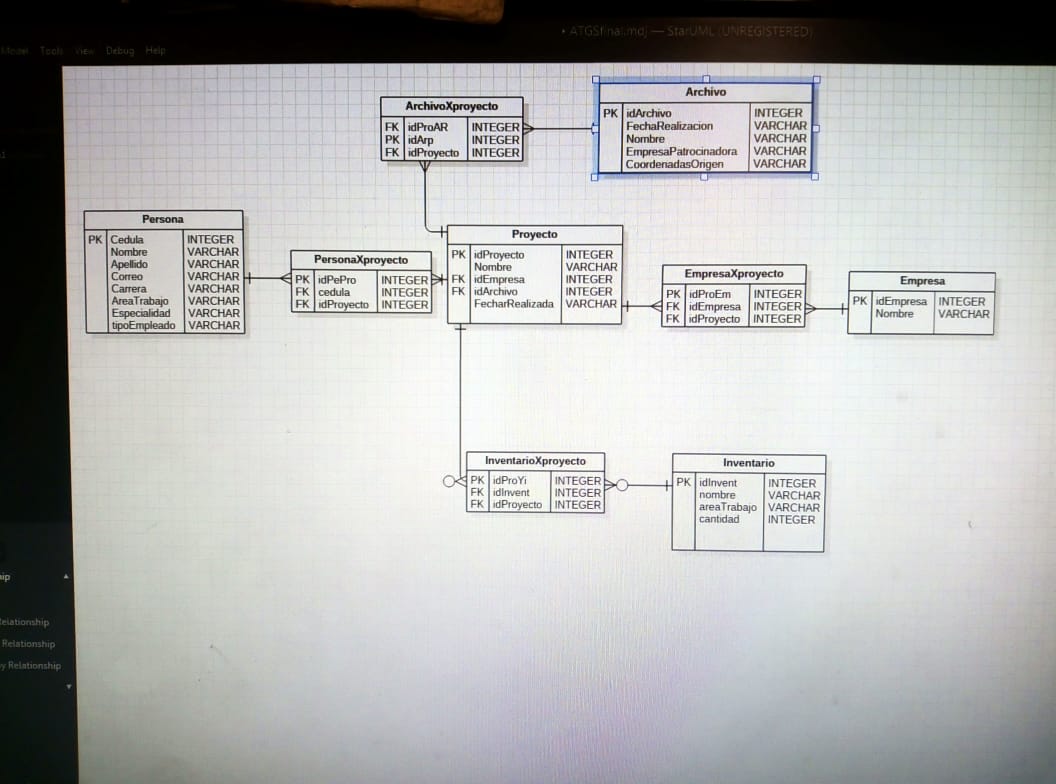 • ATGSfinal.mdj — StarUML (UNREGISTERED)
Model Tools View Debug Help
ArchivoXproyecto
FK idProAR INTEGER
PK idArp INTEGER
FK idProyecto INTEGER
Archivo
PK idArchivo INTEGER
FechaRealizacion VARCHAR
Nombre VARCHAR
EmpresaPatrocinadora VARCHAR
CoordenadasOrigen VARCHAR
Persona
PK Cedula INTEGER
Nombre VARCHAR
Apellido VARCHAR
Correo VARCHAR
Carrera VARCHAR
AreaTrabajo VARCHAR
Especialidad VARCHAR
tipoEmpleado VARCHAR
PersonaXproyecto
PK idPePro INTEGER
FK cedula INTEGER
FK idProyecto INTEGER
Proyecto
PK idProyecto INTEGER
Nombre VARCHAR
FK idEmpresa INTEGER
FK idArchivo INTEGER
FecharRealizada VARCHAR
EmpresaXproyecto
PK idProEm INTEGER
FK idEmpresa INTEGER
FK idProyecto INTEGER
Empresa
PK idEmpresa INTEGER
Nombre VARCHAR
InventarioXproyecto
PK idProYi INTEGER
FK idInvent INTEGER
FK idProyecto INTEGER
Inventario
PK idInvent INTEGER
nombre VARCHAR
areaTrabajo VARCHAR
cantidad INTEGER
ip
elationship
Relationship
y Relationship